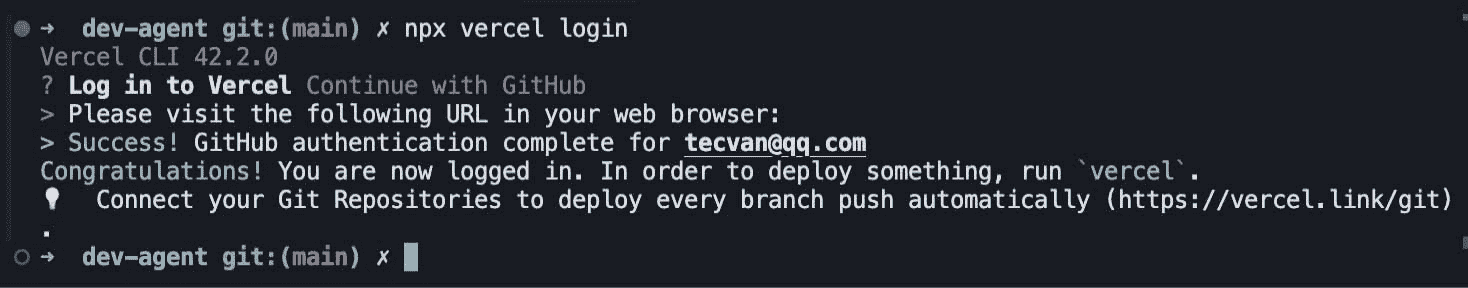 → dev-agent git:(main) ✗ npx vercel login
Vercel CLI 42.2.0
? Log in to Vercel Continue with GitHub
> Please visit the following URL in your web browser:
> Success! GitHub authentication complete for tecvan@qq.com
Congratulations! You are now logged in. In order to deploy something, run `vercel`.
💡 Connect your Git Repositories to deploy every branch push automatically (https://vercel.link/git)
.
→ dev-agent git:(main) ✗